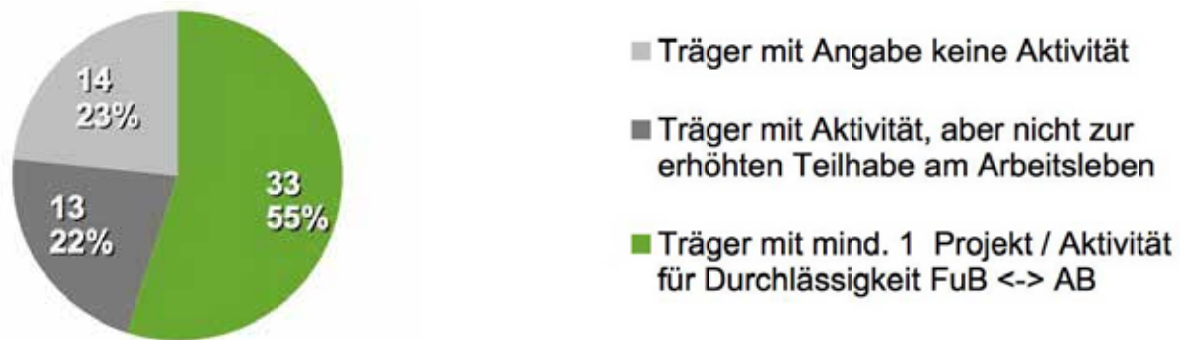 14
23%
13
22%
33
55%
Träger mit Angabe keine Aktivität
Träger mit Aktivität, aber nicht zur
erhöhten Teilhabe am Arbeitsleben
Träger mit mind. 1 Projekt / Aktivität
für Durchlässigkeit FuB <-> AB